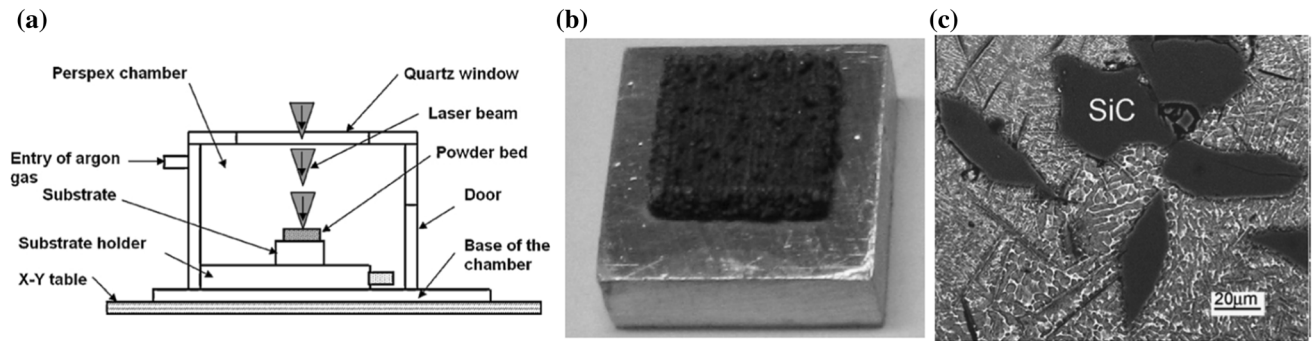 (a)
Perspex chamber
Quartz window
Laser beam
Powder bed
Entry of argon
gas
Substrate
Door
Substrate holder
Base of the
chamber
X-Y table
(b)
(c)
SiC
20μm